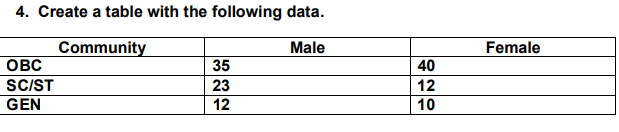 4. Create a table with the following data.
Community Male Female
OBC 35 40
SC/ST 23 12
GEN 12 10